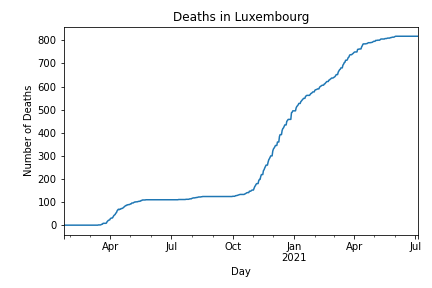 Deaths in Luxembourg
Number of Deaths
800
700
600
500
400
300
200
100
0
Apr
Jul
Oct
Jan
2021
Apr
Jul
Day